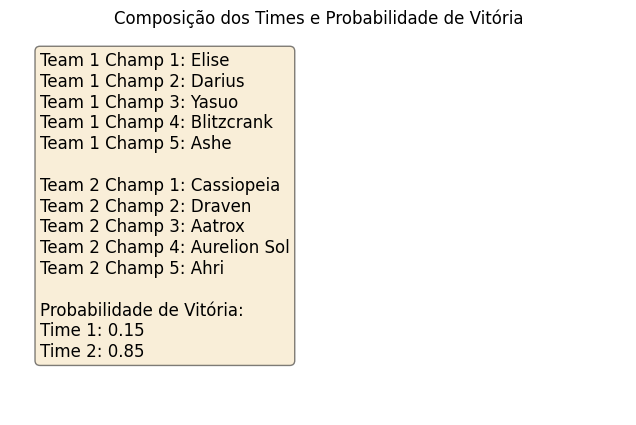 Composição dos Times e Probabilidade de Vitória
Team 1 Champ 1: Elise
Team 1 Champ 2: Darius
Team 1 Champ 3: Yasuo
Team 1 Champ 4: Blitzcrank
Team 1 Champ 5: Ashe
Team 2 Champ 1: Cassiopeia
Team 2 Champ 2: Draven
Team 2 Champ 3: Aatrox
Team 2 Champ 4: Aurelion Sol
Team 2 Champ 5: Ahri
Probabilidade de Vitória:
Time 1: 0.15
Time 2: 0.85